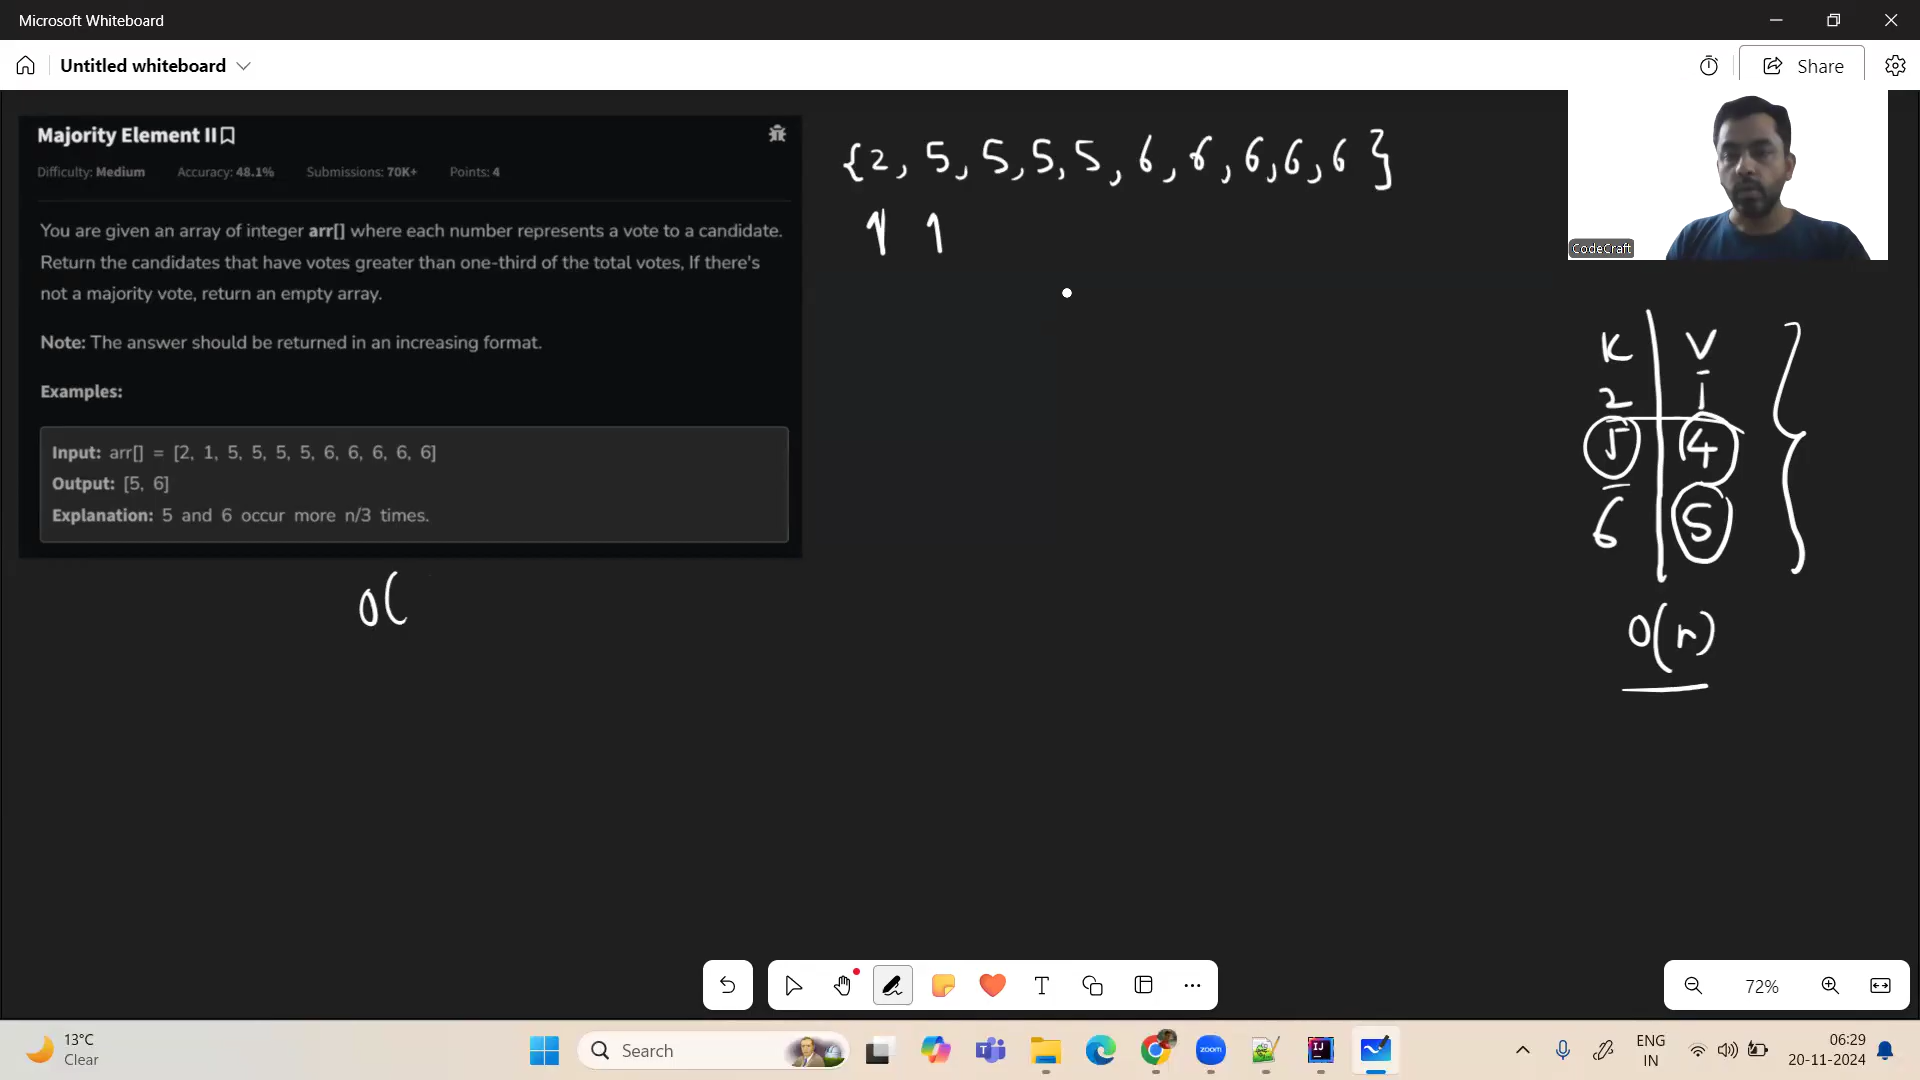 Microsoft Whiteboard
Untitled whiteboard
Share
Majority Element II
Difficulty: Medium Accuracy: 48.1% Submissions: 70K+ Points: 4
You are given an array of integer arr[] where each number represents a vote to a candidate.
Return the candidates that have votes greater than one-third of the total votes, If there's
not a majority vote, return an empty array.
Note: The answer should be returned in an increasing format.
Examples:
Input: arr[] = [2, 1, 5, 5, 5, 5, 6, 6, 6, 6, 6]
Output: [5, 6]
Explanation: 5 and 6 occur more n/3 times.
O(
{2, 5, 5, 5, 5, 6, 6, 6, 6, 6 }
CodeCraft
K V
2 1
5 4
6 5
O(n)
72%
13°C
Clear
Search
zoom
IJ
ENG
IN
06:29
20-11-2024